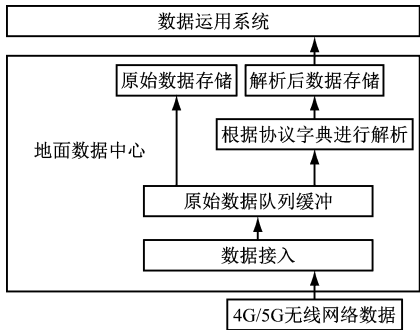 数据运用系统
原始数据存储
解析后数据存储
根据协议字典进行解析
地面数据中心
原始数据队列缓冲
数据接入
4G/5G无线网络数据